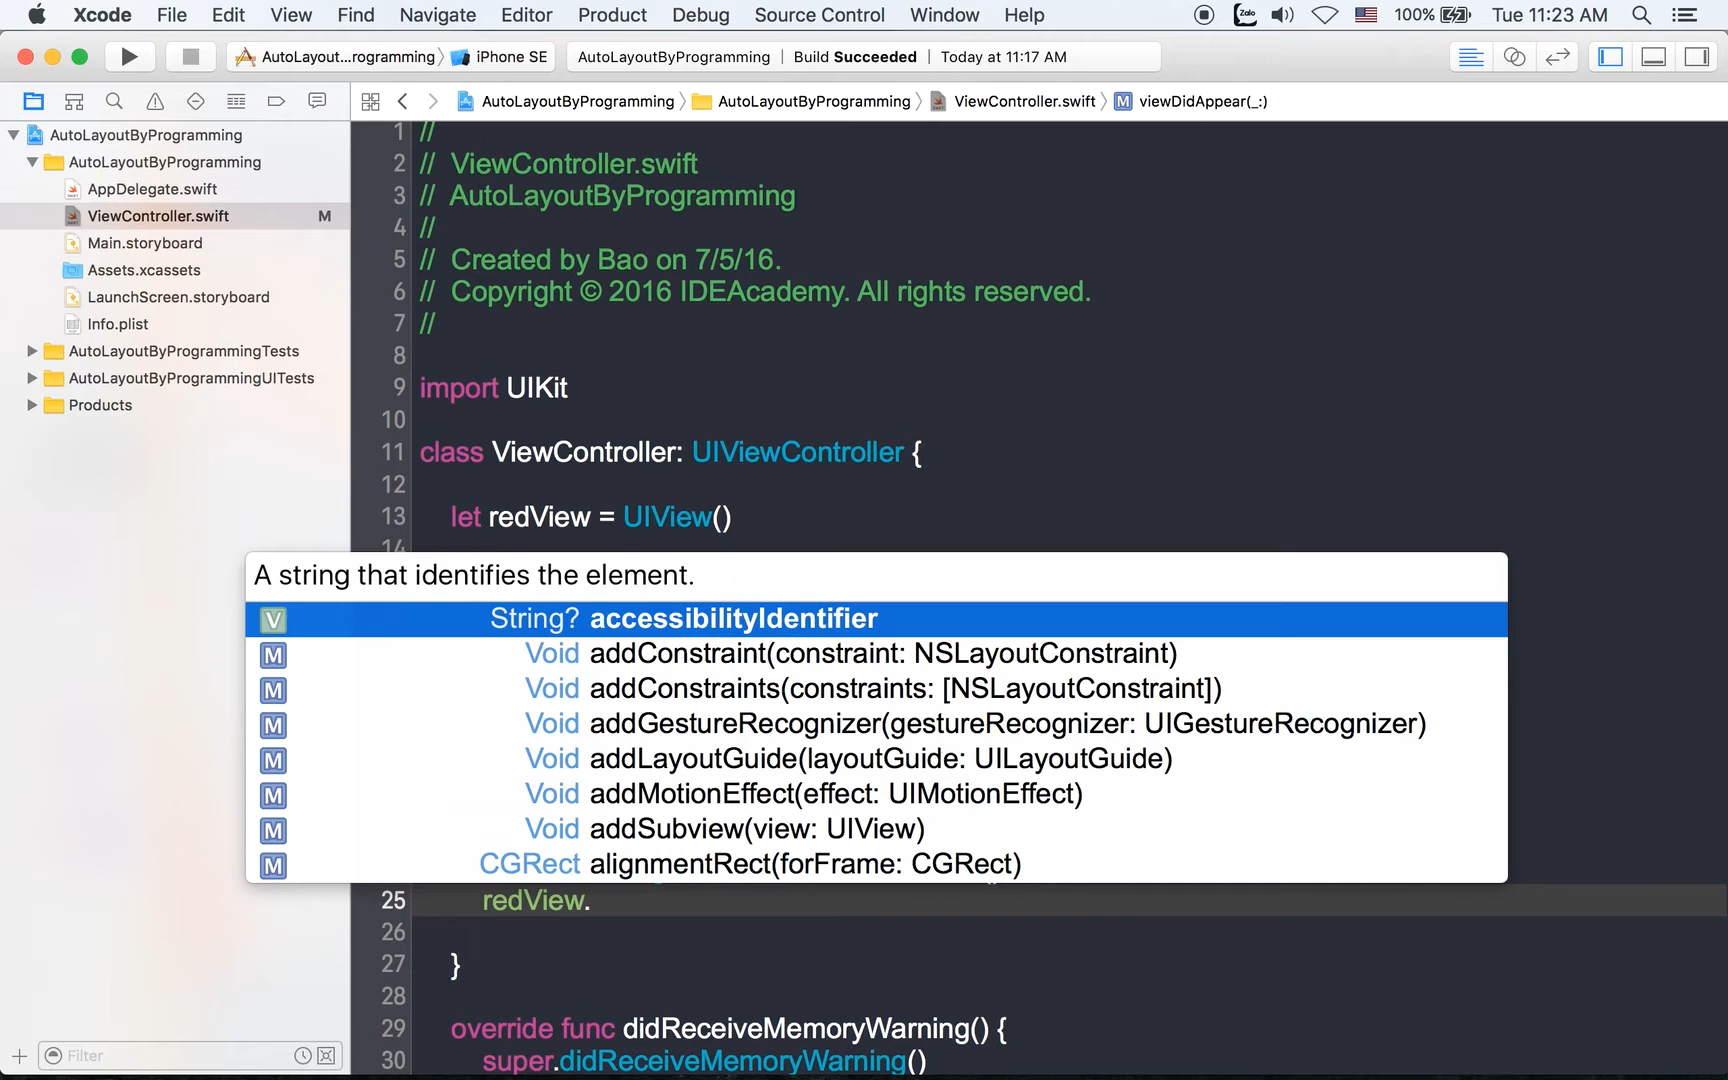 Xcode File Edit View Find Navigate Editor Product Debug Source Control Window Help Zalo 100% Tue 11:23 AM
AutoLayout...rogramming iPhone SE AutoLayoutByProgramming | Build Succeeded | Today at 11:17 AM
AutoLayoutByProgramming AutoLayoutByProgramming ViewController.swift M viewDidAppear(_:)
AutoLayoutByProgramming
AutoLayoutByProgramming
AppDelegate.swift
ViewController.swift M
Main.storyboard
Assets.xcassets
LaunchScreen.storyboard
Info.plist
AutoLayoutByProgrammingTests
AutoLayoutByProgrammingUITests
Products
Filter
1 //
2 // ViewController.swift
3 // AutoLayoutByProgramming
4 //
5 // Created by Bao on 7/5/16.
6 // Copyright © 2016 IDEAcademy. All rights reserved.
7 //
8
9 import UIKit
10
11 class ViewController: UIViewController {
12
13 let redView = UIView()
14
A string that identifies the element.
V String? accessibilityIdentifier
M Void addConstraint(constraint: NSLayoutConstraint)
M Void addConstraints(constraints: [NSLayoutConstraint])
M Void addGestureRecognizer(gestureRecognizer: UIGestureRecognizer)
M Void addLayoutGuide(layoutGuide: UILayoutGuide)
M Void addMotionEffect(effect: UIMotionEffect)
M Void addSubview(view: UIView)
M CGRect alignmentRect(forFrame: CGRect)
25 redView.
26
27 }
28
29 override func didReceiveMemoryWarning() {
30 super.didReceiveMemoryWarning()